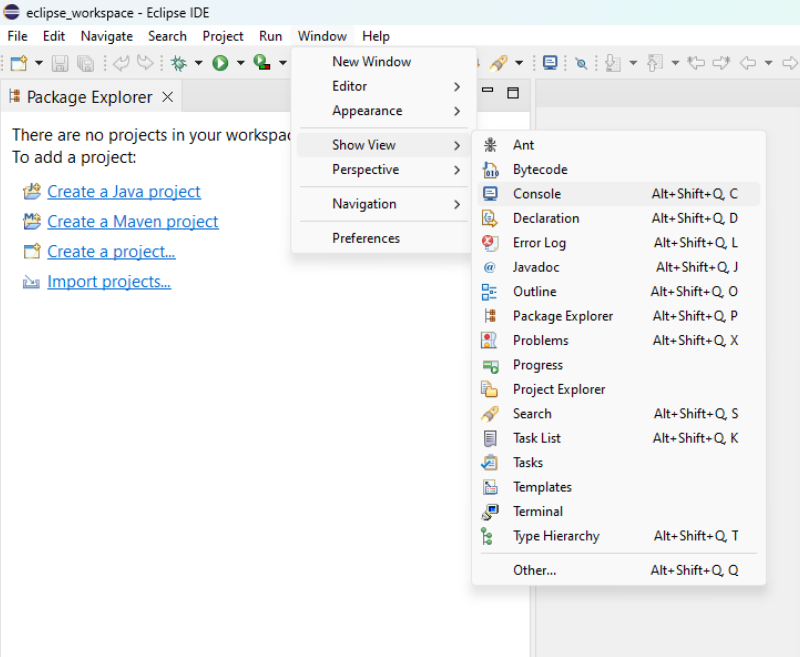 eclipse_workspace - Eclipse IDE
File Edit Navigate Search Project Run Window Help
Package Explorer
There are no projects in your
To add a project:
Create a Java project
Create a Maven project
Create a project...
Import projects...
New Window
Editor
Appearance
Show View
Perspective
Navigation
Preferences
Ant
Bytecode
Console Alt+Shift+Q, C
Declaration Alt+Shift+Q, D
Error Log Alt+Shift+Q, L
Javadoc Alt+Shift+Q, J
Outline Alt+Shift+Q, O
Package Explorer Alt+Shift+Q, P
Problems Alt+Shift+Q, X
Progress
Project Explorer
Search Alt+Shift+Q, S
Task List Alt+Shift+Q, K
Tasks
Templates
Terminal
Type Hierarchy Alt+Shift+Q, T
Other... Alt+Shift+Q, Q